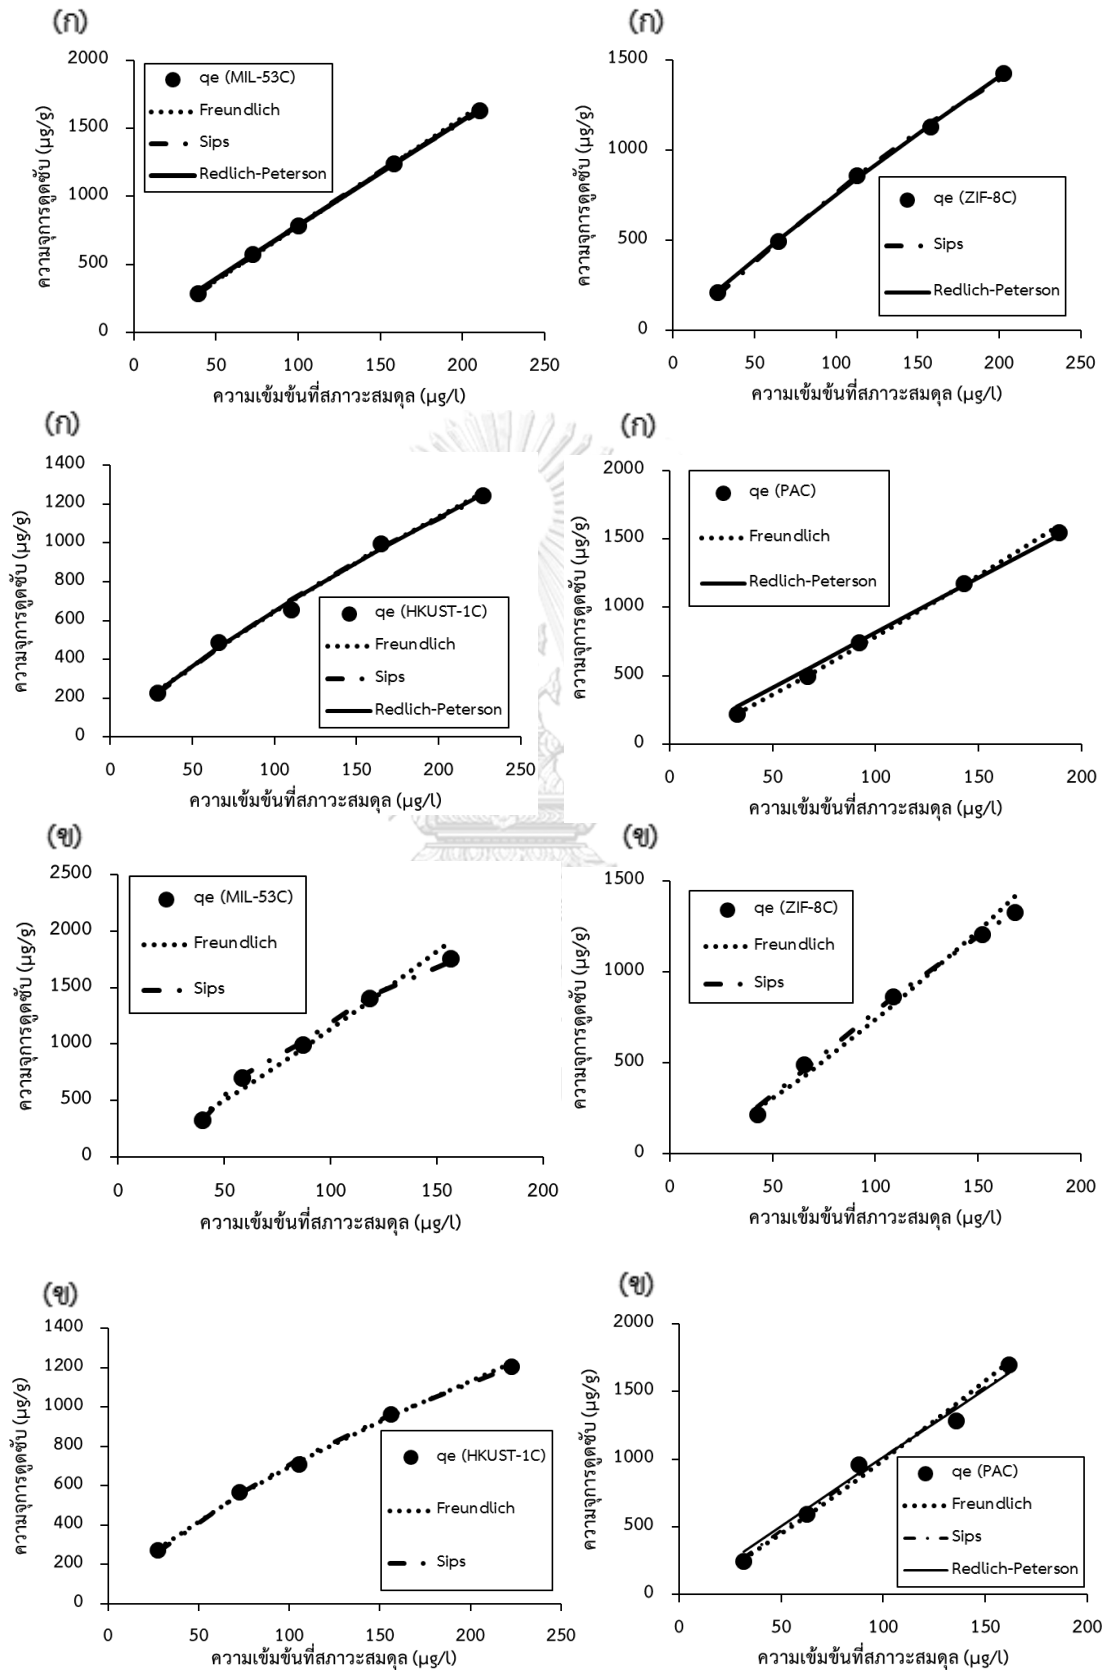 (ก)
2000
1500
1000
500
0
0 50 100 150 200 250
ความจุการดูดซับ (µg/g)
ความเข้มข้นที่สภาวะสมดุล (µg/l)
qe (MIL-53C)
Freundlich
Sips
Redlich-Peterson
(ก)
1500
1000
500
0
0 50 100 150 200 250
ความจุการดูดซับ (µg/g)
ความเข้มข้นที่สภาวะสมดุล (µg/l)
qe (ZIF-8C)
Sips
Redlich-Peterson
(ก)
1400
1200
1000
800
600
400
200
0
0 50 100 150 200 250
ความจุการดูดซับ (µg/g)
ความเข้มข้นที่สภาวะสมดุล (µg/l)
qe (HKUST-1C)
Freundlich
Sips
Redlich-Peterson
(ก)
2000
1500
1000
500
0
0 50 100 150 200
ความจุการดูดซับ (µg/g)
ความเข้มข้นที่สภาวะสมดุล (µg/l)
qe (PAC)
Freundlich
Redlich-Peterson
(ข)
2500
2000
1500
1000
500
0
0 50 100 150 200
ความจุการดูดซับ (µg/g)
ความเข้มข้นที่สภาวะสมดุล (µg/l)
qe (MIL-53C)
Freundlich
Sips
(ข)
1500
1000
500
0
0 50 100 150 200
ความจุการดูดซับ (µg/g)
ความเข้มข้นที่สภาวะสมดุล (µg/l)
qe (ZIF-8C)
Freundlich
Sips
(ข)
1400
1200
1000
800
600
400
200
0
0 50 100 150 200 250
ความจุการดูดซับ (µg/g)
ความเข้มข้นที่สภาวะสมดุล (µg/l)
qe (HKUST-1C)
Freundlich
Sips
(ข)
2000
1500
1000
500
0
0 50 100 150 200
ความจุการดูดซับ (µg/g)
ความเข้มข้นที่สภาวะสมดุล (µg/l)
qe (PAC)
Freundlich
Sips
Redlich-Peterson